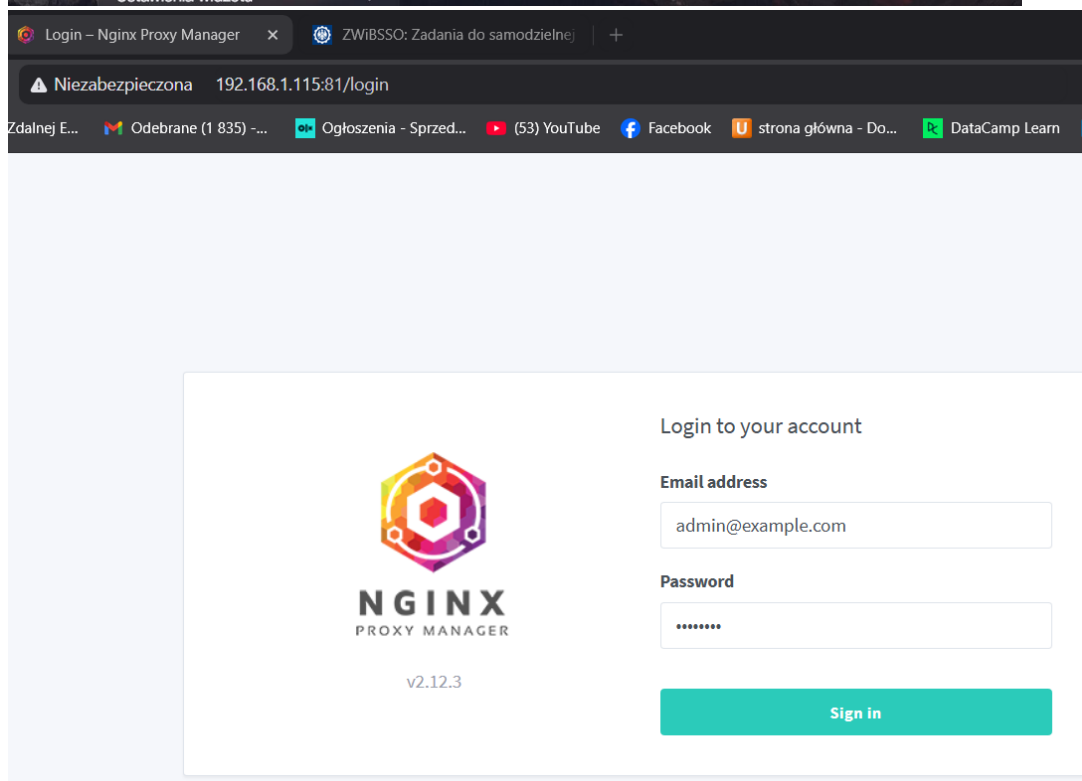 Login – Nginx Proxy Manager
ZWiBSSO: Zadania do samodzielnej
Niezabezpieczona 192.168.1.115:81/login
Zdalnej E... Odebrane (1 835) -... Ogłoszenia - Sprzed... (53) YouTube Facebook strona główna - Do... DataCamp Learn
Login to your account
Email address
admin@example.com
Password
NGINX
PROXY MANAGER
v2.12.3
Sign in